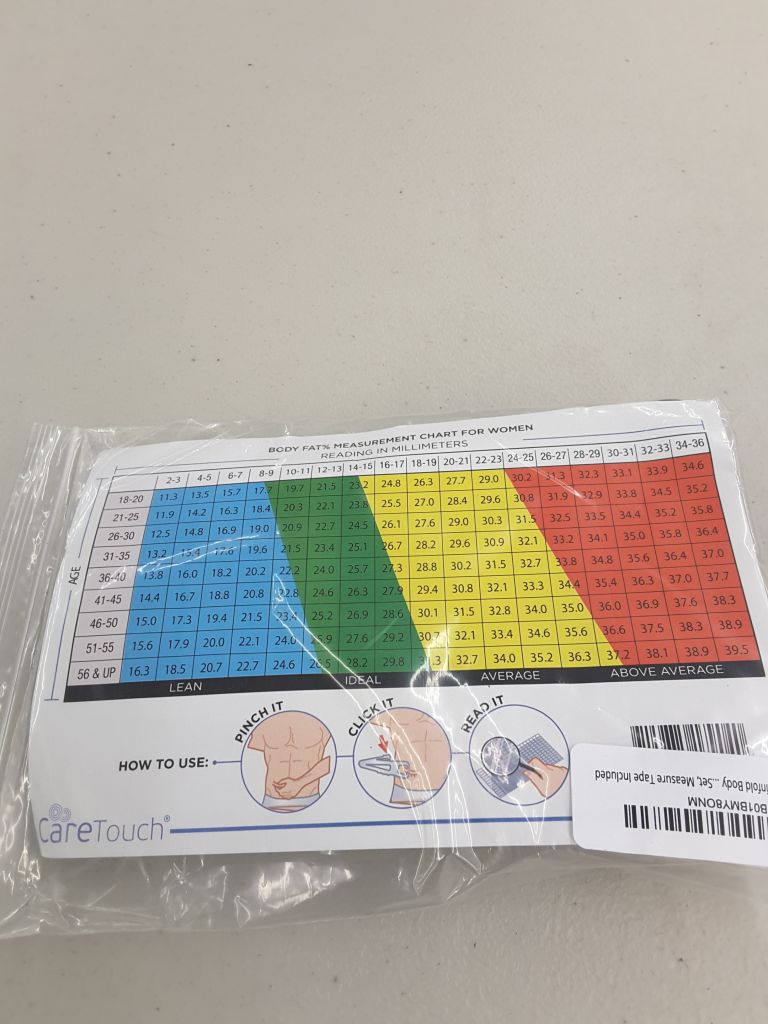 BODY FAT% MEASUREMENT CHART FOR WOMEN
READING IN MILLIMETERS
2-3 4-5 6-7 8-9 10-11 12-13 14-15 16-17 18-19 20-21 22-23 24-25 26-27 28-29 30-31 32-33 34-36
AGE
18-20 11.3 13.5 15.7 17.7 19.7 21.5 23.2 24.8 26.3 27.7 29.0 30.2 31.3 32.3 33.1 33.9 34.6
21-25 11.9 14.2 16.3 18.4 20.3 22.1 23.8 25.5 27.0 28.4 29.6 30.8 31.9 32.9 33.8 34.5 35.2
26-30 12.5 14.8 16.9 19.0 20.9 22.7 24.5 26.1 27.6 29.0 30.3 31.5 32.5 33.5 34.4 35.2 35.8
31-35 13.2 15.4 17.6 19.6 21.5 23.4 25.1 26.7 28.2 29.6 30.9 32.1 33.2 34.1 35.0 35.8 36.4
36-40 13.8 16.0 18.2 20.2 22.2 24.0 25.7 27.3 28.8 30.2 31.5 32.7 33.8 34.8 35.6 36.4 37.0
41-45 14.4 16.7 18.8 20.8 22.8 24.6 26.3 27.9 29.4 30.8 32.1 33.3 34.4 35.4 36.3 37.0 37.7
46-50 15.0 17.3 19.4 21.5 23.4 25.2 26.9 28.6 30.1 31.5 32.8 34.0 35.0 36.0 36.9 37.6 38.3
51-55 15.6 17.9 20.0 22.1 24.0 25.9 27.6 29.2 30.7 32.1 33.4 34.6 35.6 36.6 37.5 38.3 38.9
56 & UP 16.3 18.5 20.7 22.7 24.6 26.5 28.2 29.8 31.3 32.7 34.0 35.2 36.3 37.2 38.1 38.9 39.5
LEAN IDEAL AVERAGE ABOVE AVERAGE
PINCH IT CLICK IT READ IT
HOW TO USE:
CareTouch®
B01BMY8ONM
infold Body ...Set, Measure Tape Included